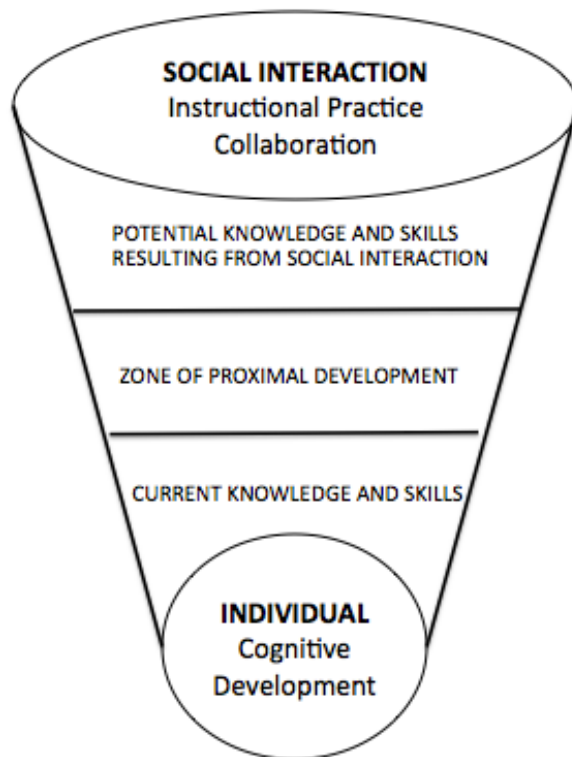 SOCIAL INTERACTION
Instructional Practice
Collaboration
POTENTIAL KNOWLEDGE AND SKILLS
RESULTING FROM SOCIAL INTERACTION
ZONE OF PROXIMAL DEVELOPMENT
CURRENT KNOWLEDGE AND SKILLS
INDIVIDUAL
Cognitive
Development